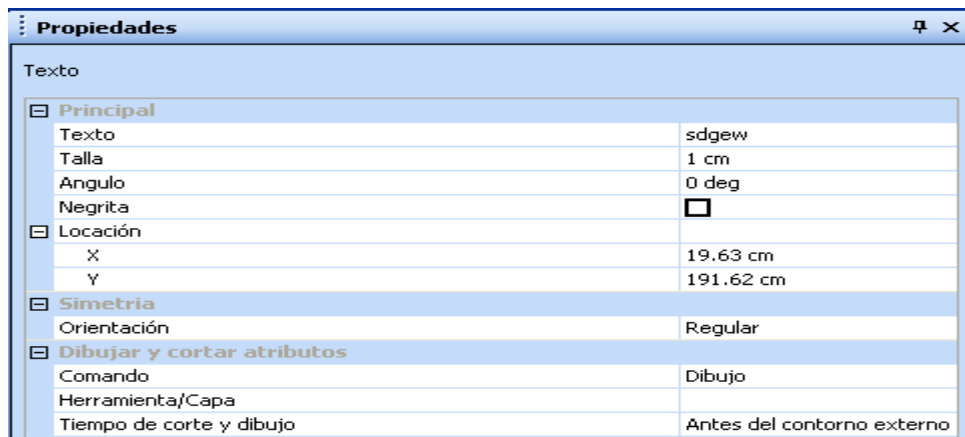 Propiedades
Texto
Principal
Texto sdgew
Talla 1 cm
Angulo 0 deg
Negrita
Locación
X 19.63 cm
Y 191.62 cm
Simetria
Orientación Regular
Dibujar y cortar atributos
Comando Dibujo
Herramienta/Capa
Tiempo de corte y dibujo Antes del contorno externo